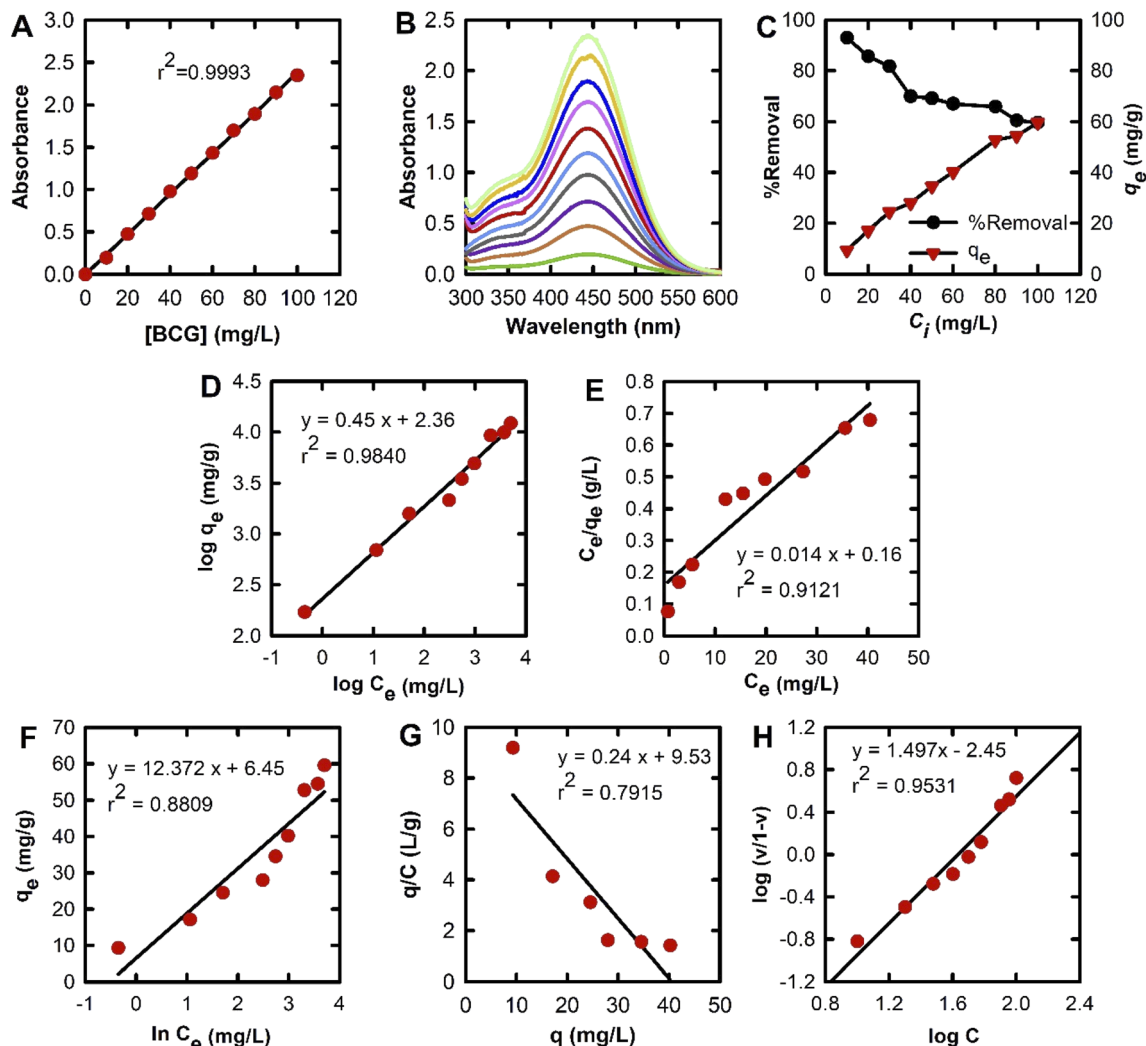 A
r²=0.9993
Absorbance
3.0
2.5
2.0
1.5
1.0
0.5
0.0
0 20 40 60 80 100 120
[BCG] (mg/L)
B
Absorbance
2.5
2.0
1.5
1.0
0.5
0.0
300 350 400 450 500 550 600
Wavelength (nm)
C
%Removal
100
80
60
40
20
0
%Removal
qe
100
80
60
40
20
0
qe (mg/g)
0 20 40 60 80 100 120
Ci (mg/L)
D
y = 0.45 x + 2.36
r² = 0.9840
log qe (mg/g)
4.5
4.0
3.5
3.0
2.5
2.0
-1 0 1 2 3 4
log Ce (mg/L)
E
Ce/qe (g/L)
0.8
0.7
0.6
0.5
0.4
0.3
0.2
0.1
0.0
y = 0.014 x + 0.16
r² = 0.9121
0 10 20 30 40 50
Ce (mg/L)
F
y = 12.372 x + 6.45
r² = 0.8809
qe (mg/g)
70
60
50
40
30
20
10
0
-1 0 1 2 3 4
ln Ce (mg/L)
G
y = 0.24 x + 9.53
r² = 0.7915
q/C (L/g)
10
8
6
4
2
0
0 10 20 30 40 50
q (mg/L)
H
y = 1.497x - 2.45
r² = 0.9531
log (v/1-v)
1.2
0.8
0.4
0.0
-0.4
-0.8
-1.2
0.8 1.2 1.6 2.0 2.4
log C